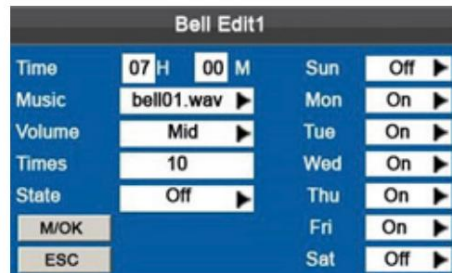 Bell Edit1
Time 07 H 00 M Sun Off
Music bell01.wav Mon On
Volume Mid Tue On
Times 10 Wed On
State Off Thu On
M/OK Fri On
ESC Sat Off